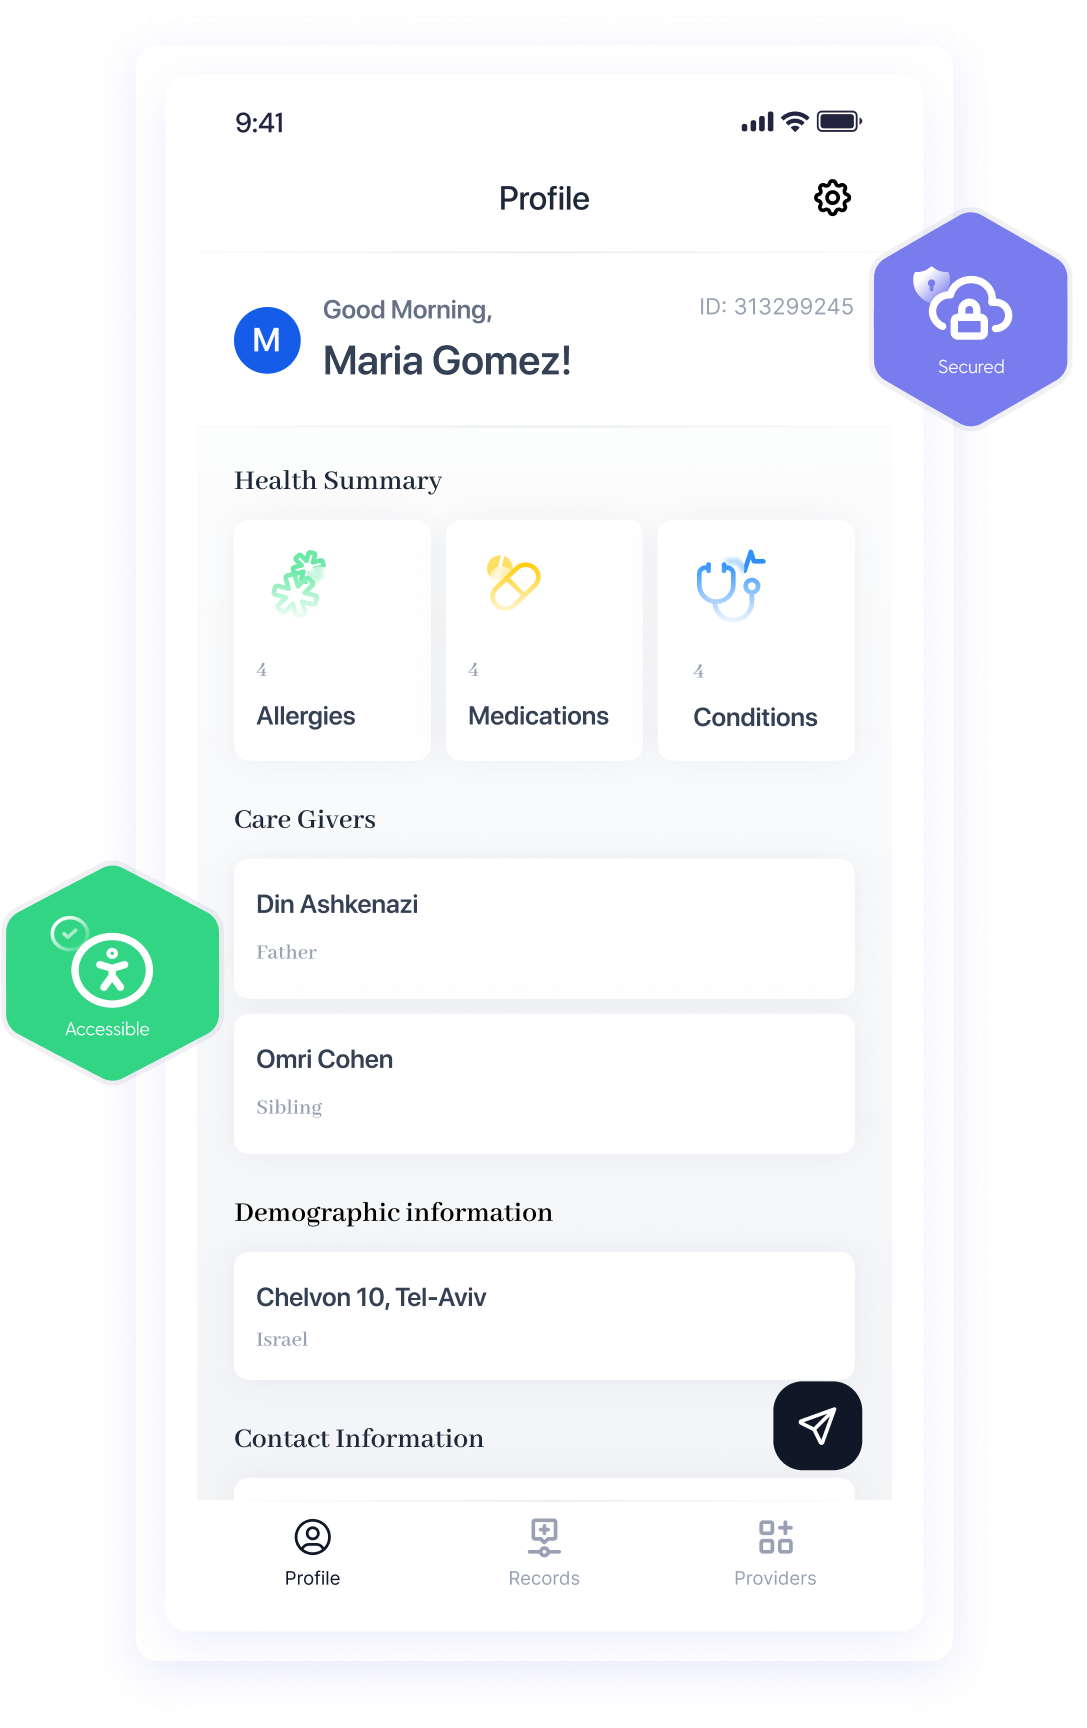 9:41
Profile
Good Morning,
ID: 313299245
M
Maria Gomez!
Secured
Health Summary
4
4
4
Allergies
Medications
Conditions
Care Givers
Din Ashkenazi
Father
Accessible
Omri Cohen
Sibling
Demographic information
Chelvon 10, Tel-Aviv
Israel
Contact Information
Profile
Records
Providers